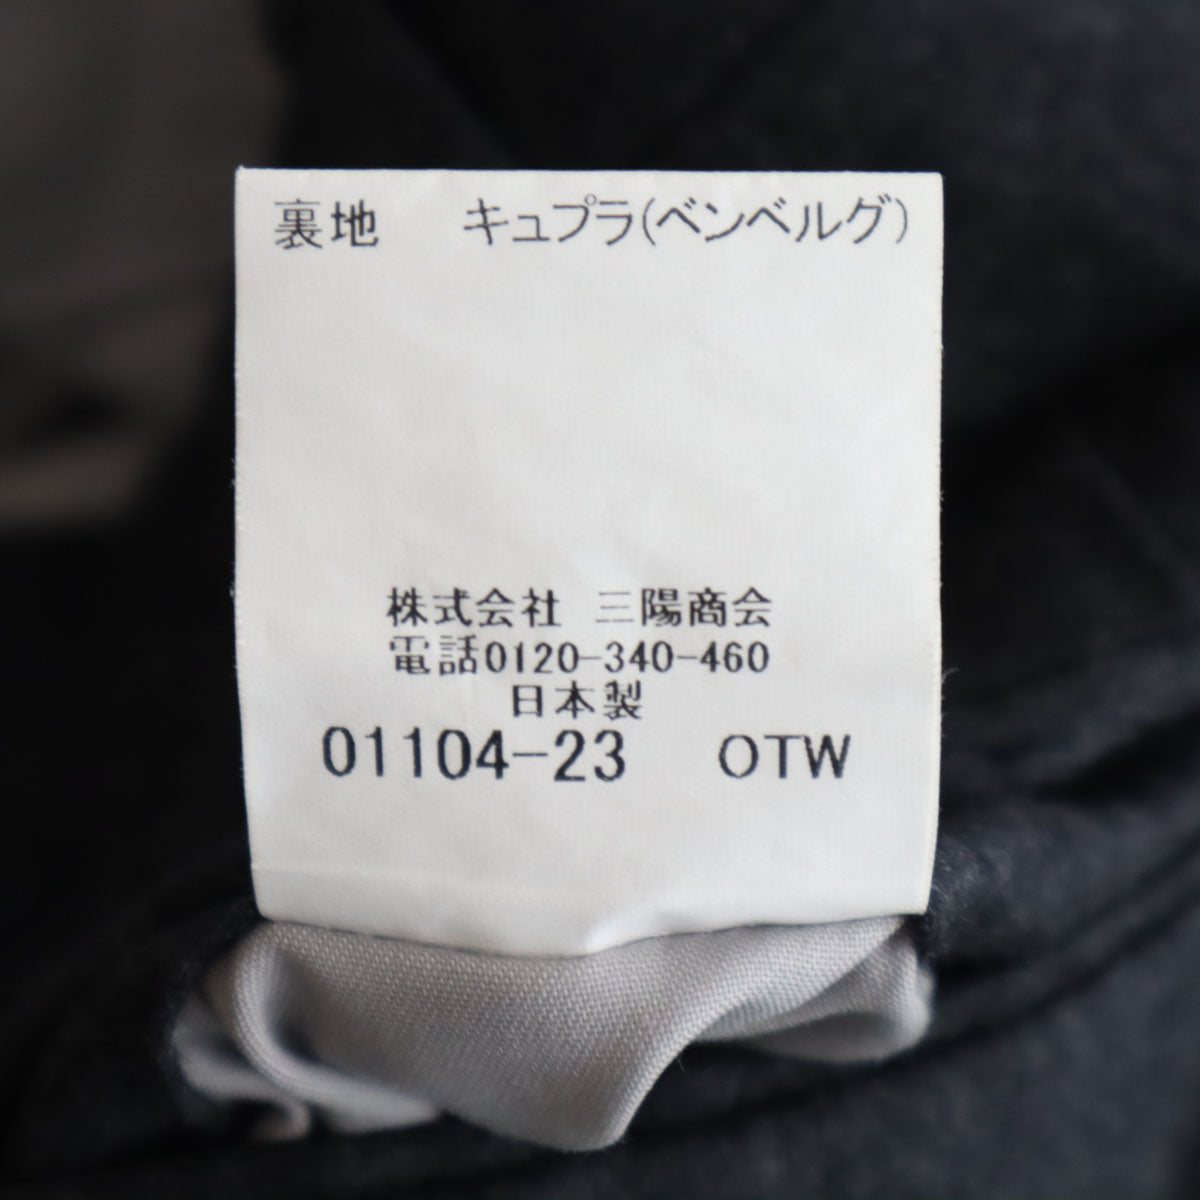 裏地　キュプラ(ベンベルグ)
株式会社 三陽商会
電話0120-340-460
日本製
01104-23　OTW